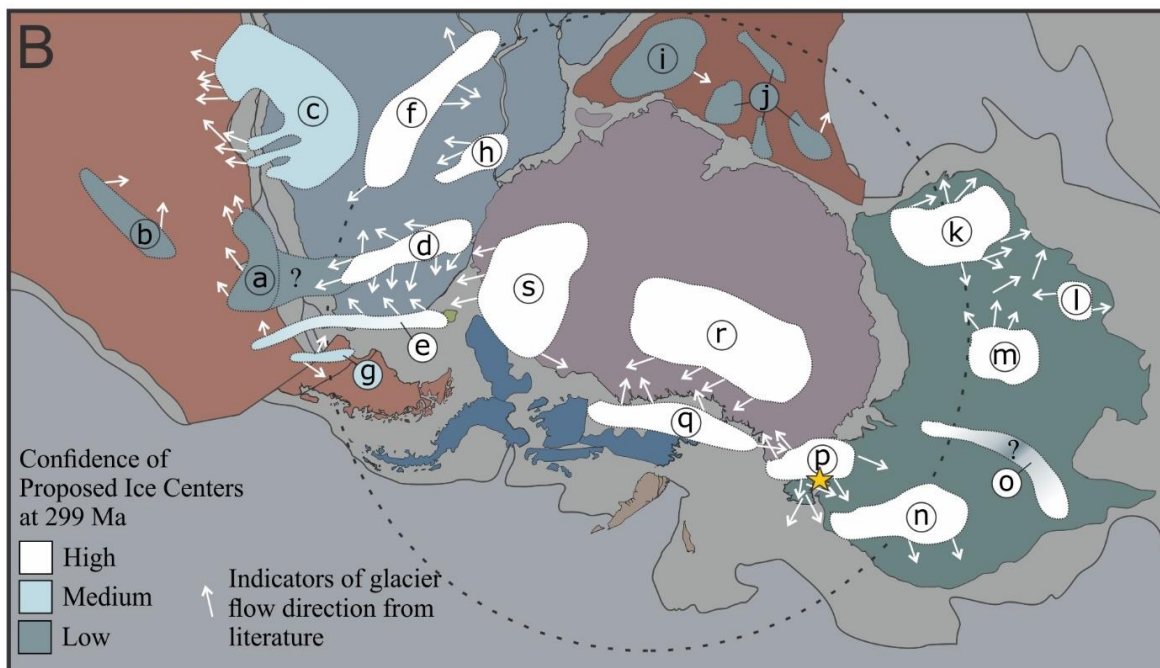 B
i
j
c
f
h
k
b
d
a
?
s
l
r
m
e
g
q
?
p
o
n
Confidence of
Proposed Ice Centers
at 299 Ma
High
Medium
Low
Indicators of glacier
flow direction from
literature